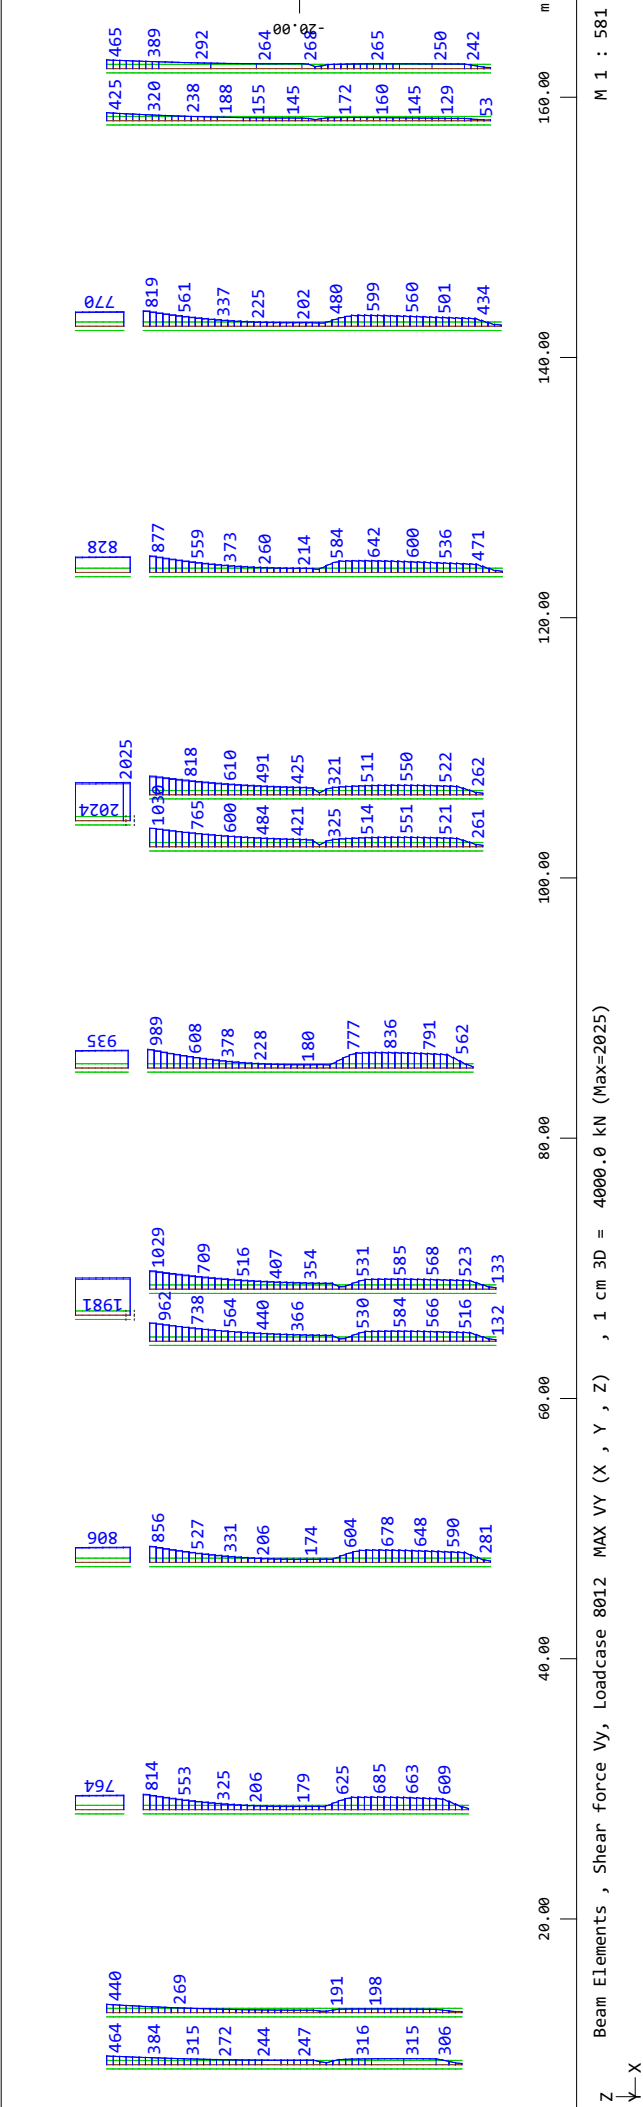 465 389 292 264 268 265 250 242
425 320 238 188 155 145 172 160 145 129 53
770
819 561 337 225 202 480 599 560 501 434
828
877 559 373 260 214 584 642 600 536 471
2024
2025
818 610 491 425 321 511 550 522 262
1030 765 600 484 421 325 514 551 521 261
935
989 608 378 228 180 777 836 791 562
1981
1029 709 516 407 354 531 585 568 523 133
962 738 564 440 366 530 584 566 516 132
806
856 527 331 206 174 604 678 648 590 281
764
814 553 325 206 179 625 685 663 609
440 269 191 198
464 384 315 272 244 247 316 315 306
-20.00
20.00 40.00 60.00 80.00 100.00 120.00 140.00 160.00 m
Beam Elements , Shear force Vy, Loadcase 8012 MAX VY (X , Y , Z) , 1 cm 3D = 4000.0 kN (Max=2025)
M 1 : 581
Z
Y X